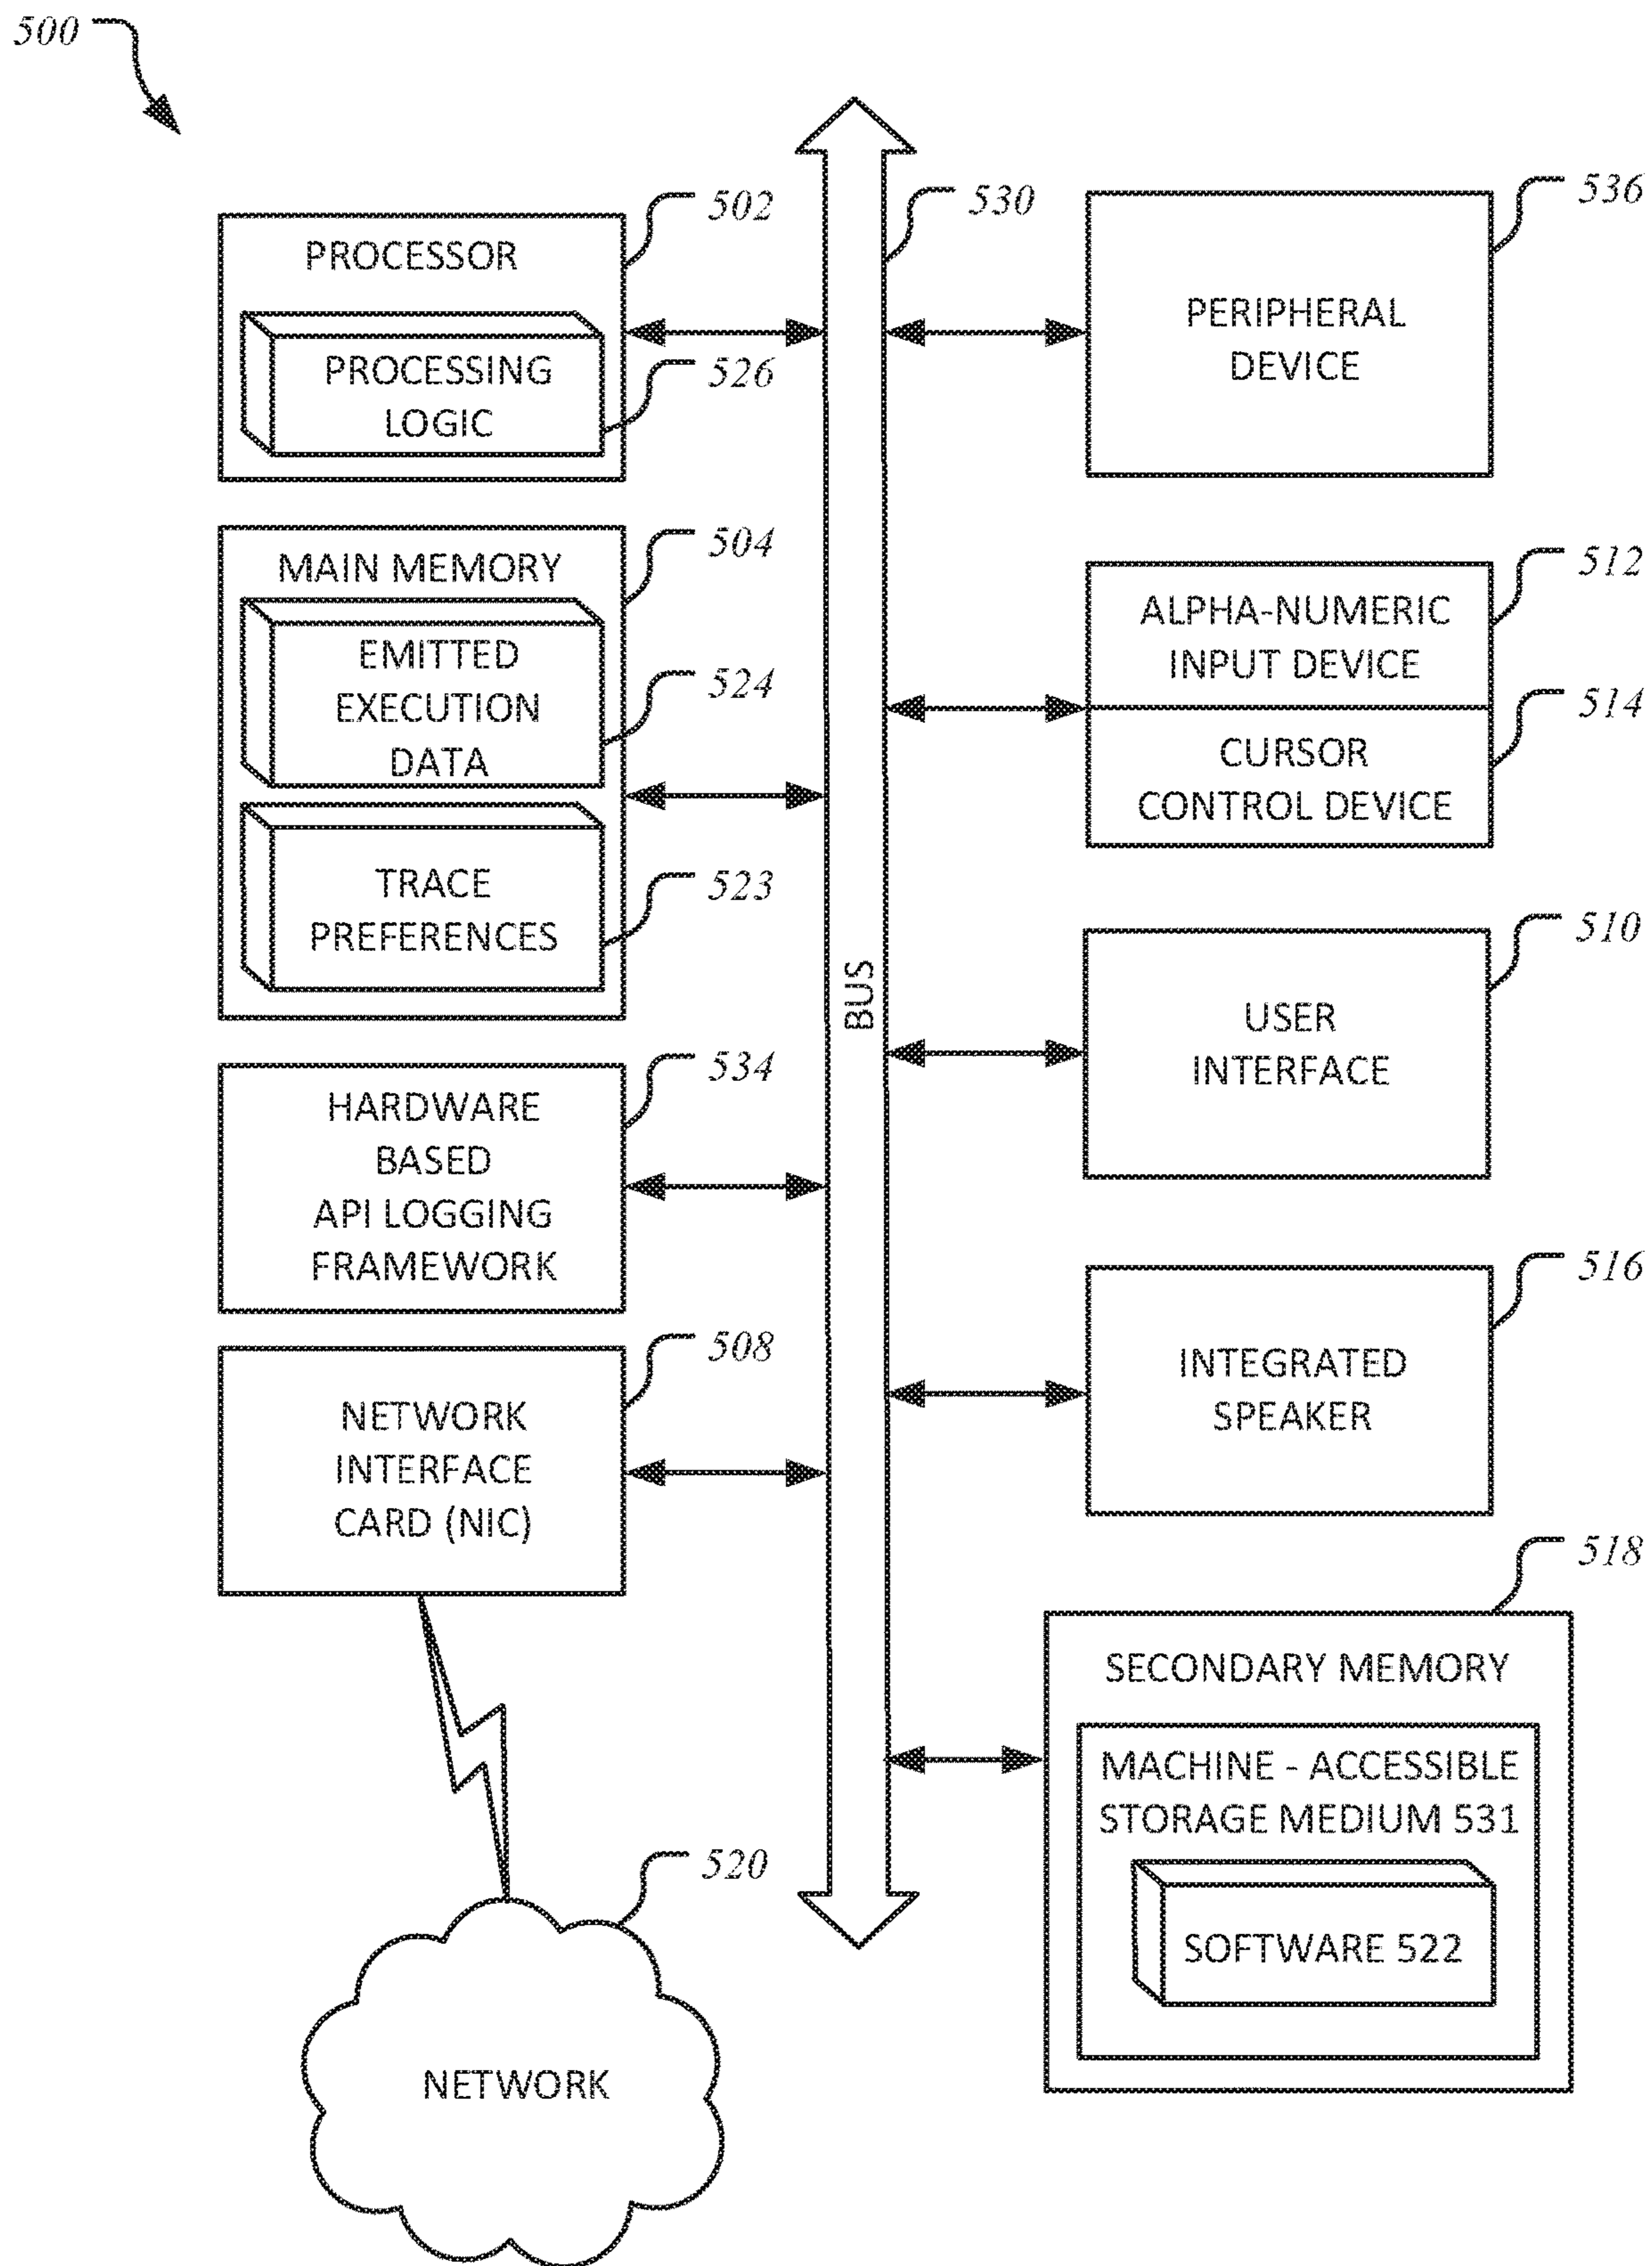 500
502
PROCESSOR
PROCESSING
LOGIC
526
504
MAIN MEMORY
EMITTED
EXECUTION
DATA
524
TRACE
PREFERENCES
523
534
HARDWARE
BASED
API LOGGING
FRAMEWORK
508
NETWORK
INTERFACE
CARD (NIC)
520
NETWORK
530
BUS
536
PERIPHERAL
DEVICE
512
ALPHA-NUMERIC
INPUT DEVICE
514
CURSOR
CONTROL DEVICE
510
USER
INTERFACE
516
INTEGRATED
SPEAKER
518
SECONDARY MEMORY
MACHINE - ACCESSIBLE
STORAGE MEDIUM 531
SOFTWARE 522